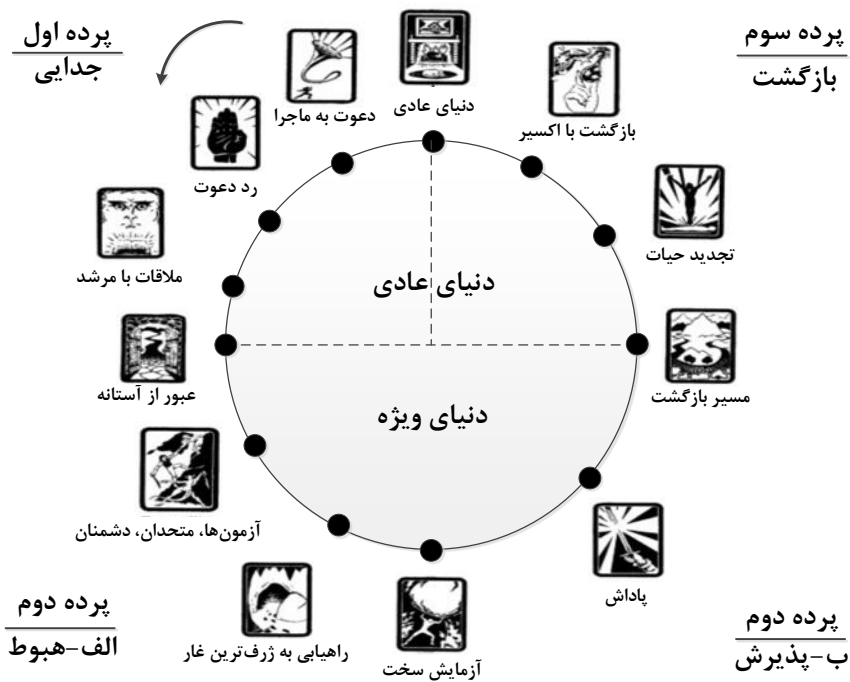 پرده اول
جدایی
پرده سوم
بازگشت
دنیای عادی
دعوت به ماجرا
رد دعوت
ملاقات با مرشد
عبور از آستانه
آزمون‌ها، متحدان، دشمنان
راهیابی به ژرف‌ترین غار
آزمایش سخت
پاداش
مسیر بازگشت
تجدید حیات
بازگشت با اکسیر
دنیای عادی
دنیای ویژه
پرده دوم
الف-هبوط
پرده دوم
ب-پذیرش